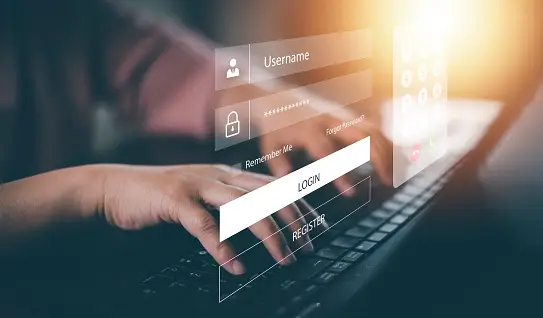 Username
************
Remember Me
Forgot Password?
LOGIN
REGISTER